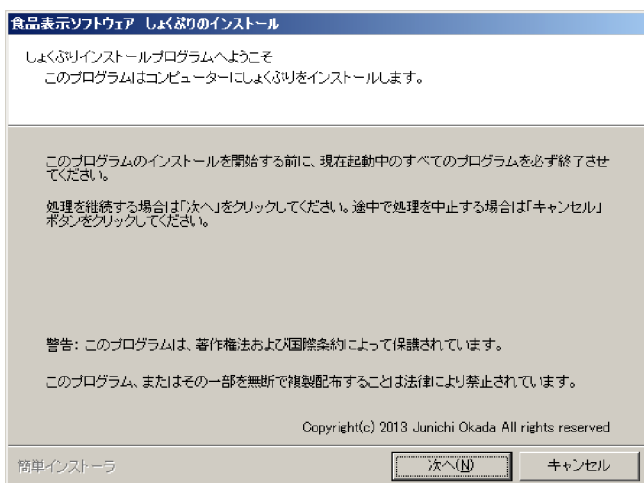 食品表示ソフトウェア しょくぷりのインストール
しょくぷりインストールプログラムへようこそ
このプログラムはコンピューターにしょくぷりをインストールします。
このプログラムのインストールを開始する前に、現在起動中のすべてのプログラムを必ず終了させ
てください。
処理を継続する場合は「次へ」をクリックしてください。途中で処理を中止する場合は「キャンセル」
ボタンをクリックしてください。
警告: このプログラムは、著作権法および国際条約によって保護されています。
このプログラム、またはその一部を無断で複製配布することは法律により禁止されています。
Copyright(c) 2013 Junichi Okada All rights reserved
簡単インストーラ
次へ(N)
キャンセル